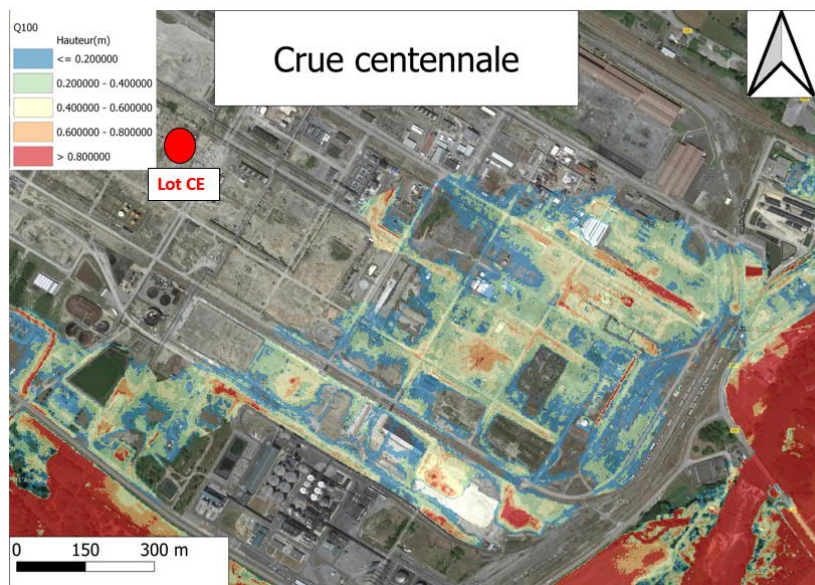 Q100
Crue centennale
Hauteur(m)
<= 0.200000
0.200000 - 0.400000
0.400000 - 0.600000
0.600000 - 0.800000
> 0.800000
Lot CE
0 150 300 m